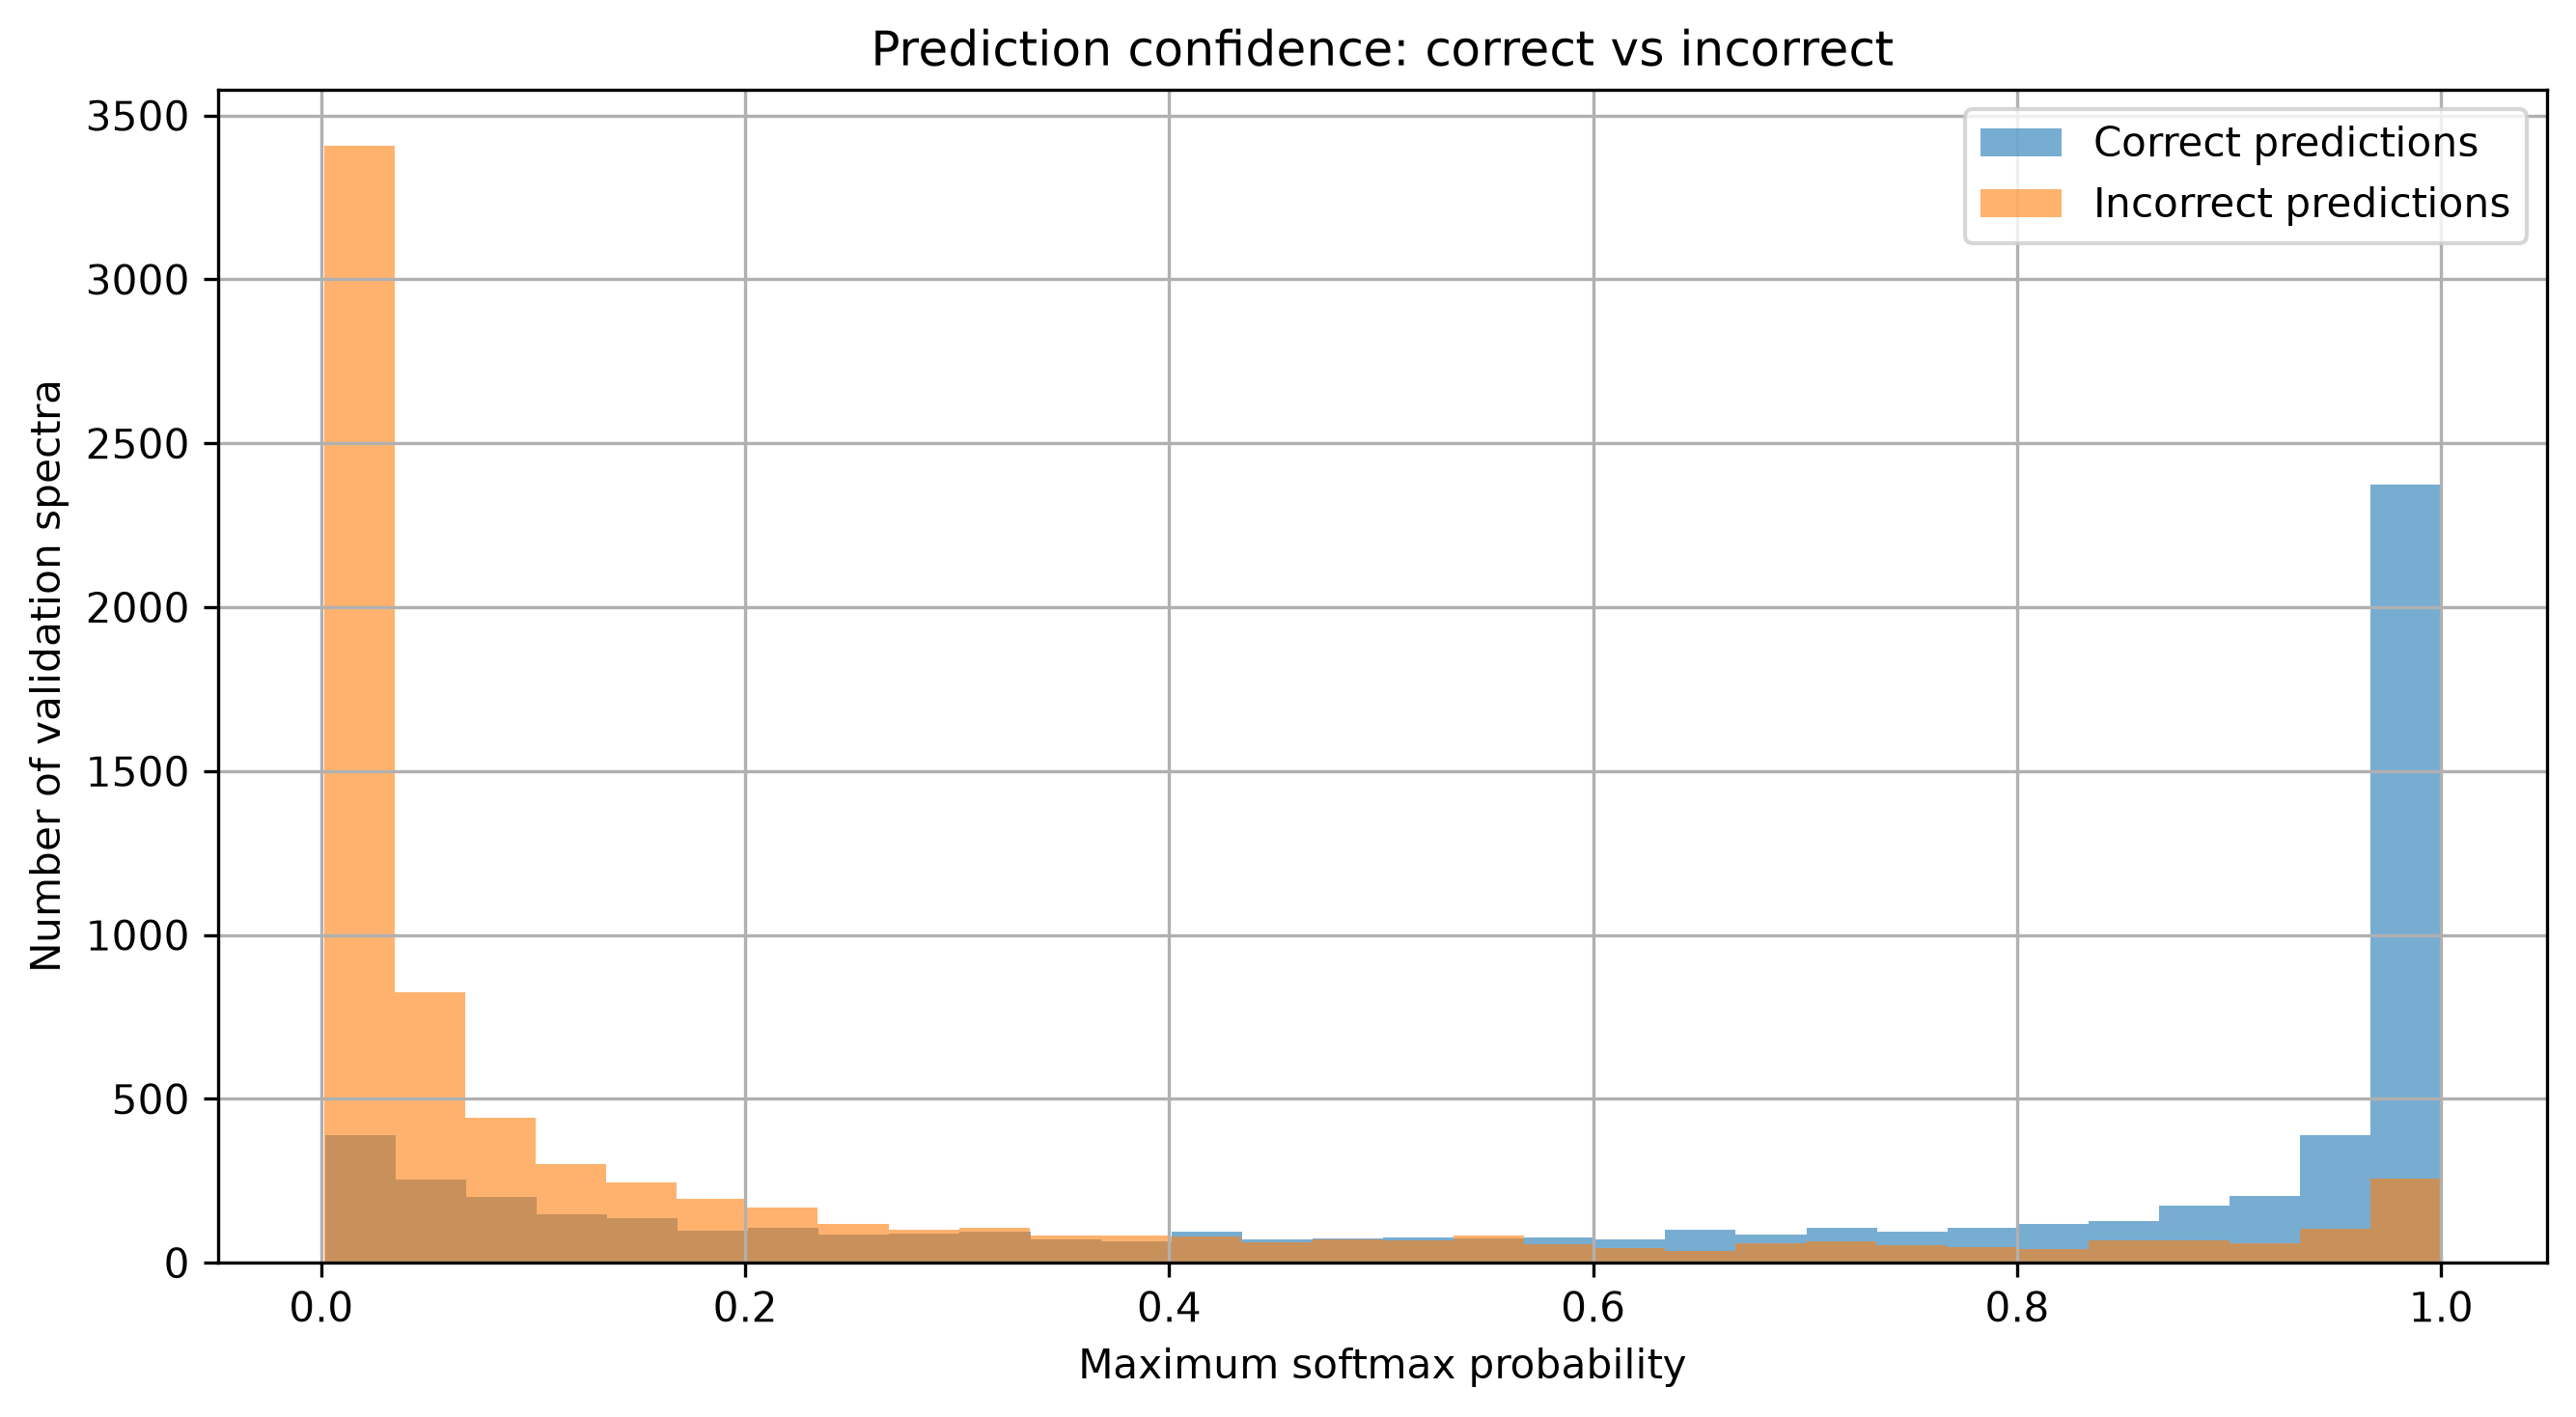 Prediction confidence: correct vs incorrect
3500
3000
2500
2000
1500
1000
500
0
Number of validation spectra
Correct predictions
Incorrect predictions
0.0 0.2 0.4 0.6 0.8 1.0
Maximum softmax probability